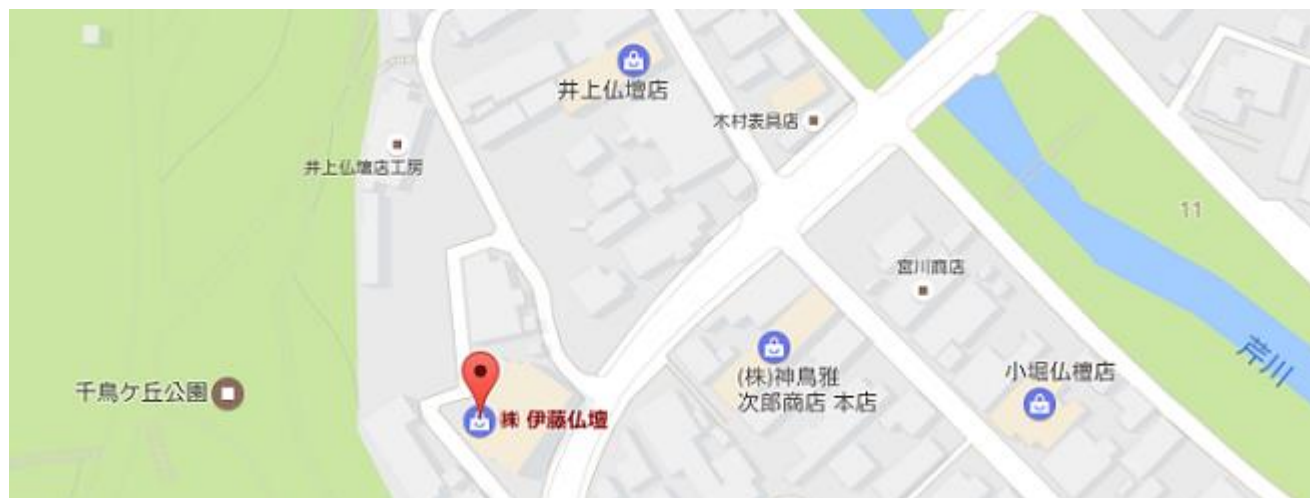 井上仏壇店
木村表具店
井上仏壇店工房
11
宮川商店
芹川
小堀仏檀店
(株)神鳥雅
次郎商店 本店
千鳥ケ丘公園
㈱ 伊藤仏壇